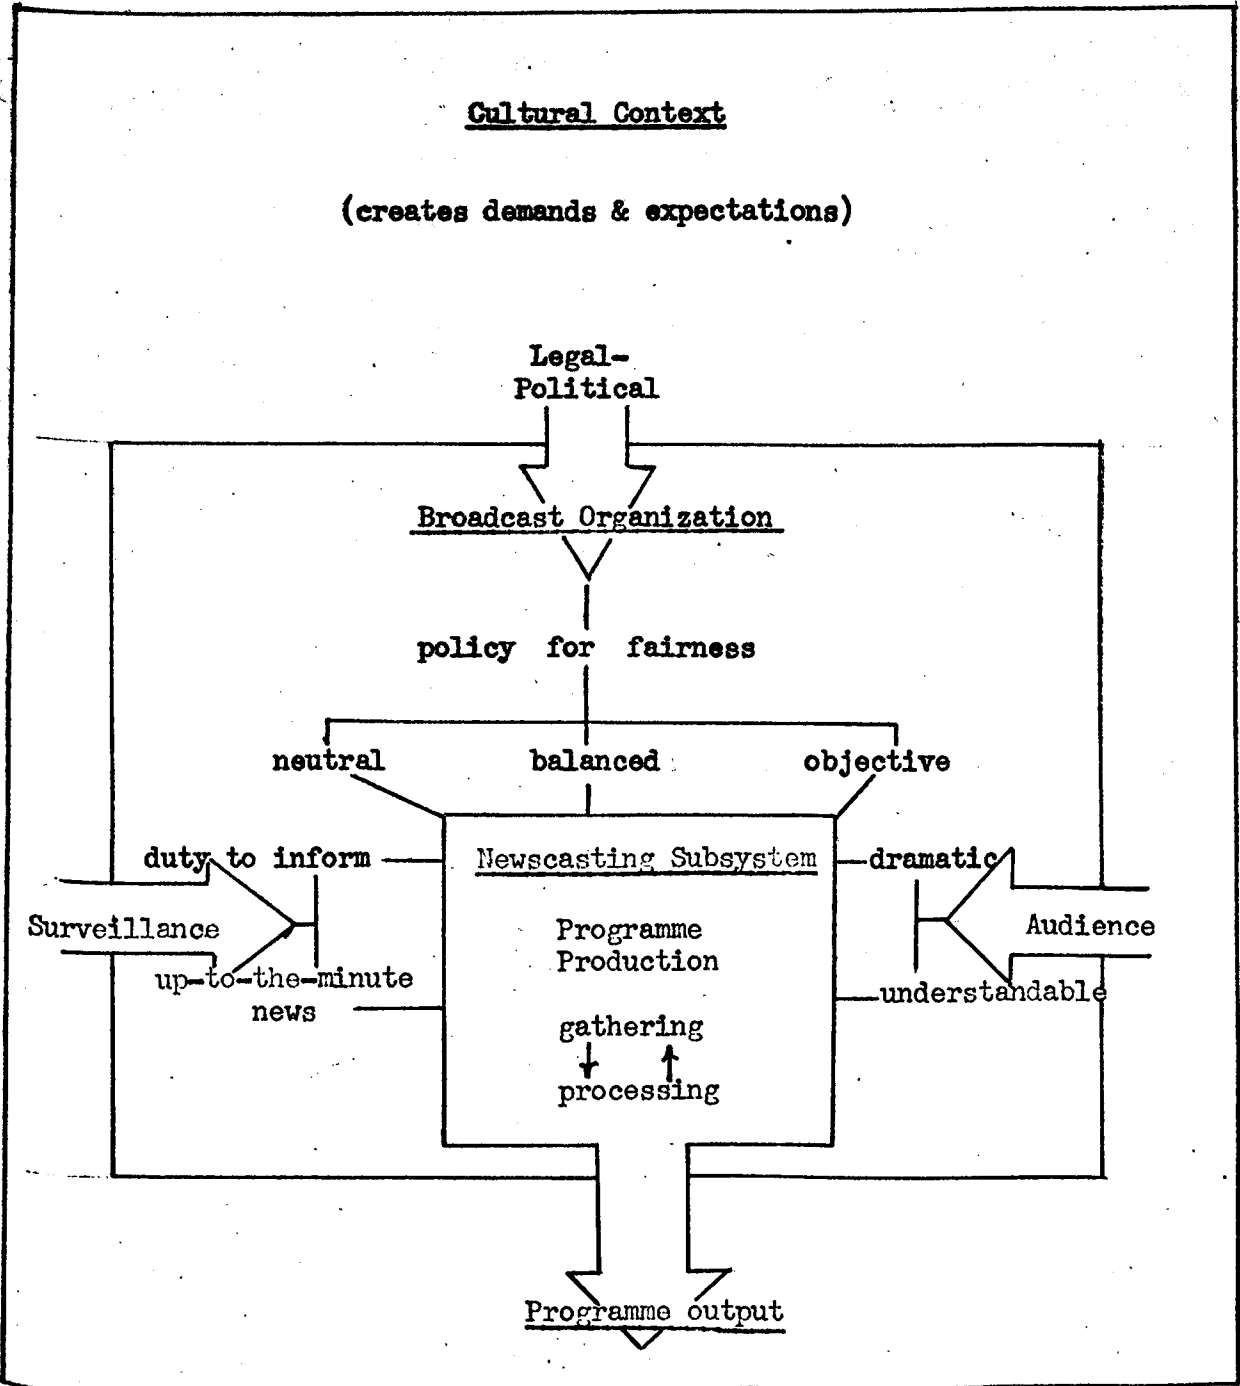 Cultural Context
(creates demands & expectations)
Legal-
Political
Broadcast Organization
policy for fairness
neutral balanced objective
duty to inform
Surveillance
up-to-the-minute
news
Newscasting Subsystem
Programme
Production
gathering
processing
dramatic
Audience
understandable
Programme output